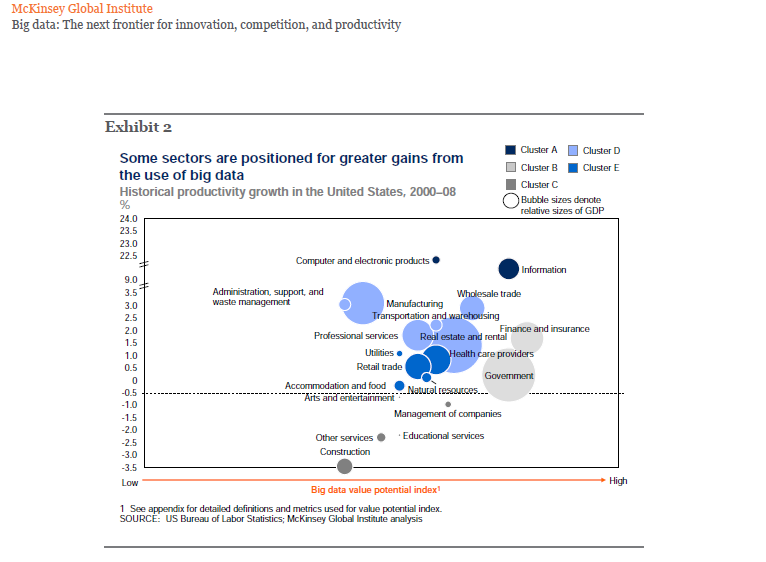 McKinsey Global Institute
Big data: The next frontier for innovation, competition, and productivity
Exhibit 2
Some sectors are positioned for greater gains from
the use of big data
Historical productivity growth in the United States, 2000–08
%
Cluster A
Cluster D
Cluster B
Cluster E
Cluster C
Bubble sizes denote
relative sizes of GDP
24.0
23.5
23.0
22.5
9.0
3.5
3.0
2.5
2.0
1.5
1.0
0.5
0
-0.5
-1.0
-1.5
-2.0
-2.5
-3.0
-3.5
Computer and electronic products
Information
Administration, support, and
waste management
Wholesale trade
Manufacturing
Transportation and warehousing
Finance and insurance
Professional services
Real estate and rental
Utilities
Health care providers
Retail trade
Government
Accommodation and food
Natural resources
Arts and entertainment
Management of companies
Other services
Educational services
Construction
Low
High
Big data value potential index1
1 See appendix for detailed definitions and metrics used for value potential index.
SOURCE: US Bureau of Labor Statistics; McKinsey Global Institute analysis